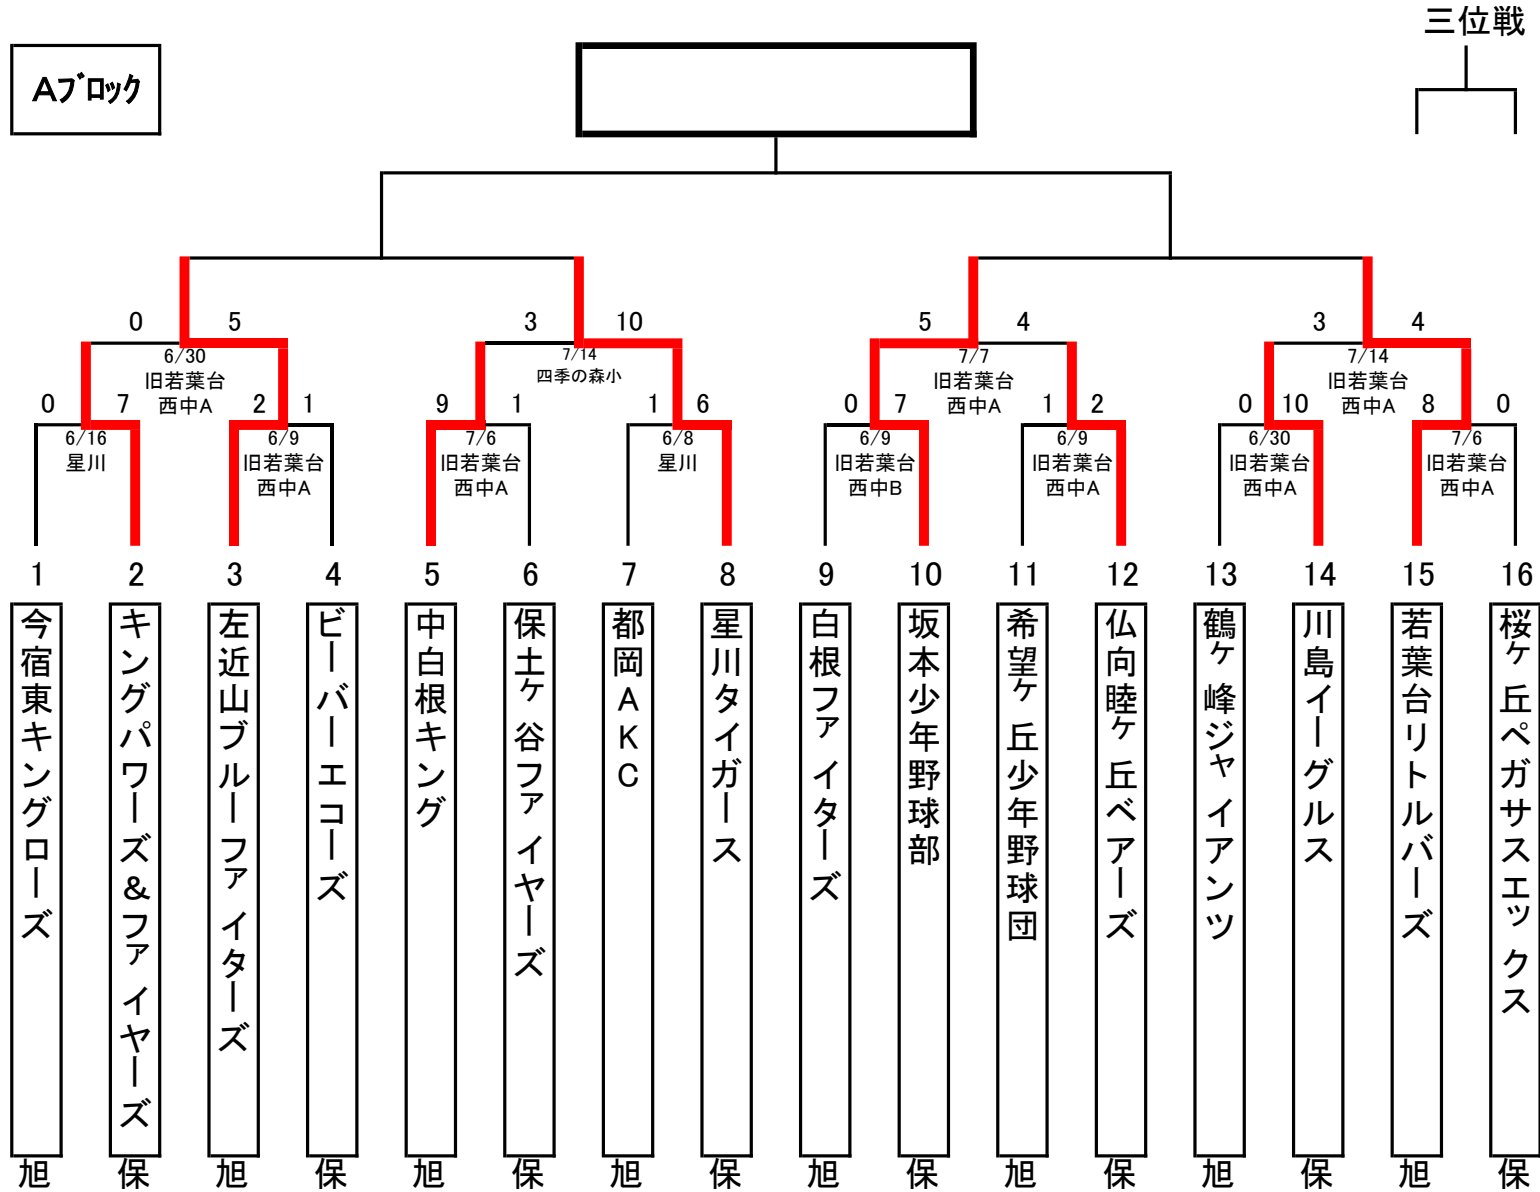 三位戦
Aブロック
0 5 3 10 5 4 3 4
6/30
旧若葉台
西中A
7/14
四季の森小
7/7
旧若葉台
西中A
7/14
旧若葉台
西中A
0 7 2 1 9 1 1 6 0 7 1 2 0 10 8 0
6/16
星川
6/9
旧若葉台
西中A
7/6
旧若葉台
西中A
6/8
星川
6/9
旧若葉台
西中B
6/9
旧若葉台
西中A
6/30
旧若葉台
西中A
7/6
旧若葉台
西中A
1 2 3 4 5 6 7 8 9 10 11 12 13 14 15 16
今宿東キングローズ
キングパワーズ&ファイヤーズ
左近山ブルーファイターズ
ビーバーエコーズ
中白根キング
保土ヶ谷ファイヤーズ
都岡AKC
星川タイガース
白根ファイターズ
坂本少年野球部
希望ヶ丘少年野球団
仏向睦ヶ丘ベアーズ
鶴ヶ峰ジャイアンツ
川島イーグルス
若葉台リトルバーズ
桜ヶ丘ペガサスエックス
旭 保 旭 保 旭 保 旭 保 旭 保 旭 保 旭 保 旭 保